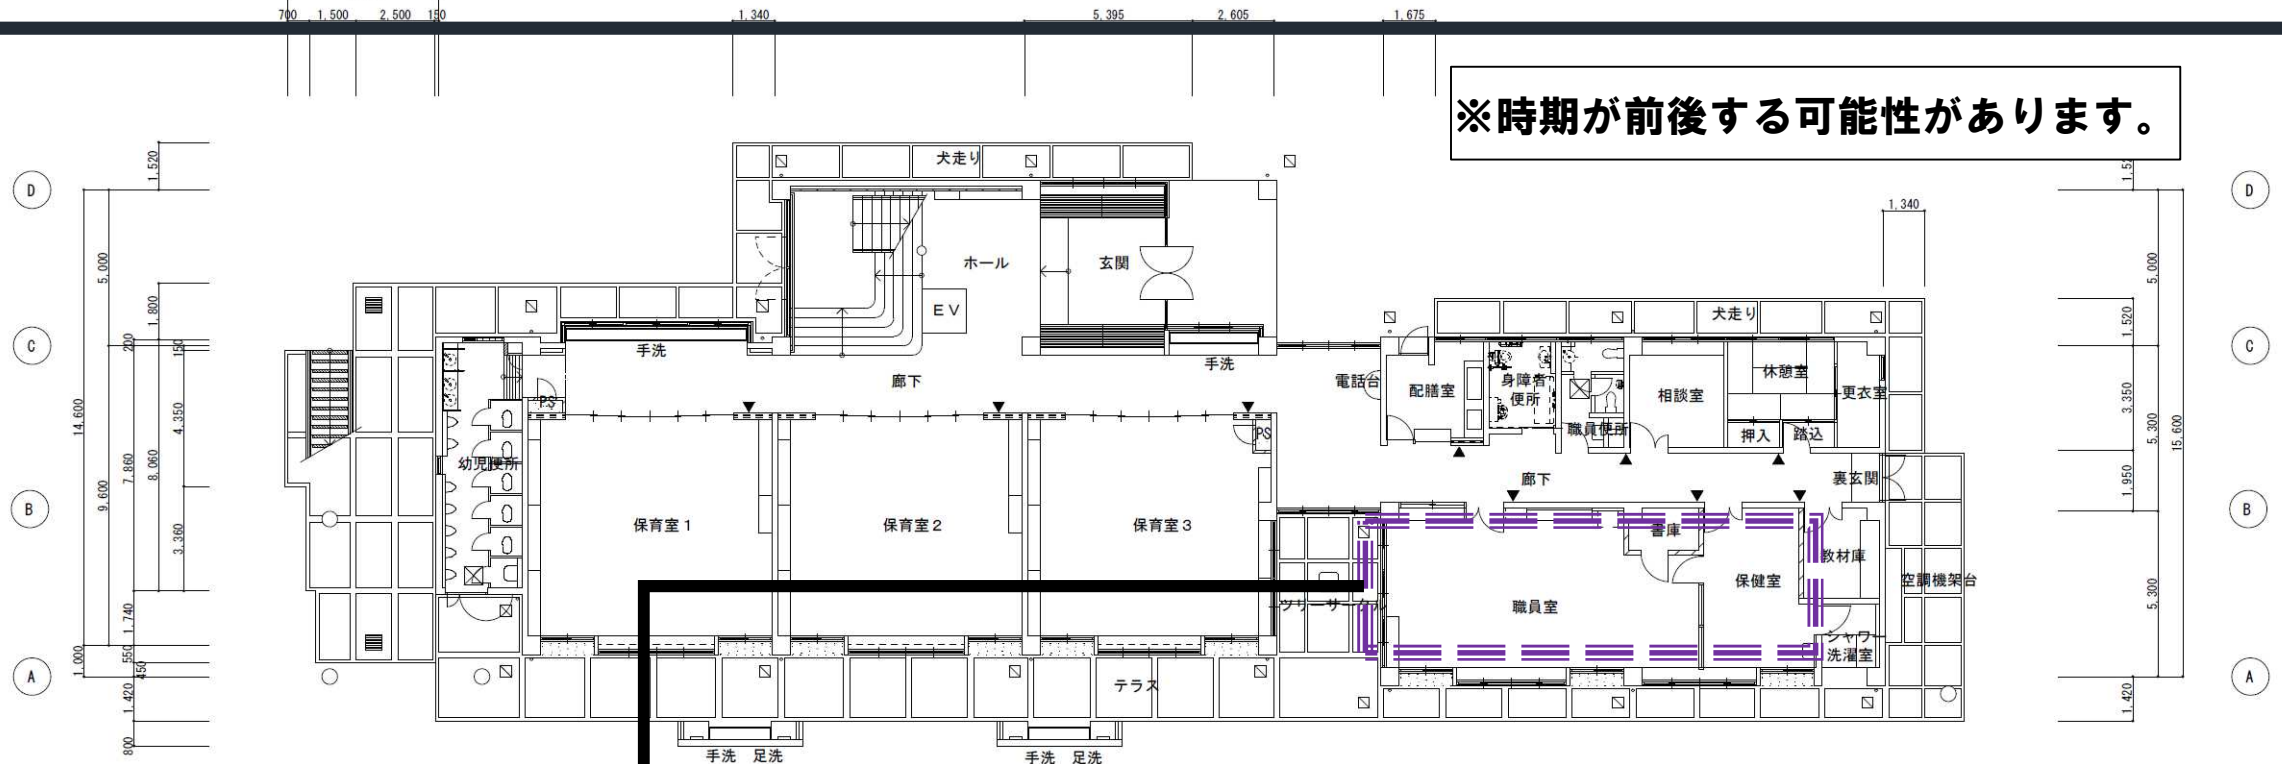 700 1,500 2,500 150 1,340 5,395 2,605 1,675
※時期が前後する可能性があります。
犬走り
1,520
1,340
D
D
5,000
ホール
玄関
5,000
EV
1,800
犬走り
1,520
C
C
200
150
手洗
手洗
廊下
電話台
配膳室
身障者
便所
職員便所
相談室
休憩室
更衣室
押入
踏込
PS
PS
14,600
4,350
3,350
5,300
15,600
幼児便所
7,860
8,060
9,600
廊下
裏玄関
1,950
B
B
保育室1
保育室2
保育室3
3,360
書庫
教材庫
保健室
空調機架台
職員室
ツリーサークル
5,300
1,740
シャワー
洗濯室
1,000
550
450
A
A
テラス
1,420
1,420
800
手洗 足洗
手洗 足洗